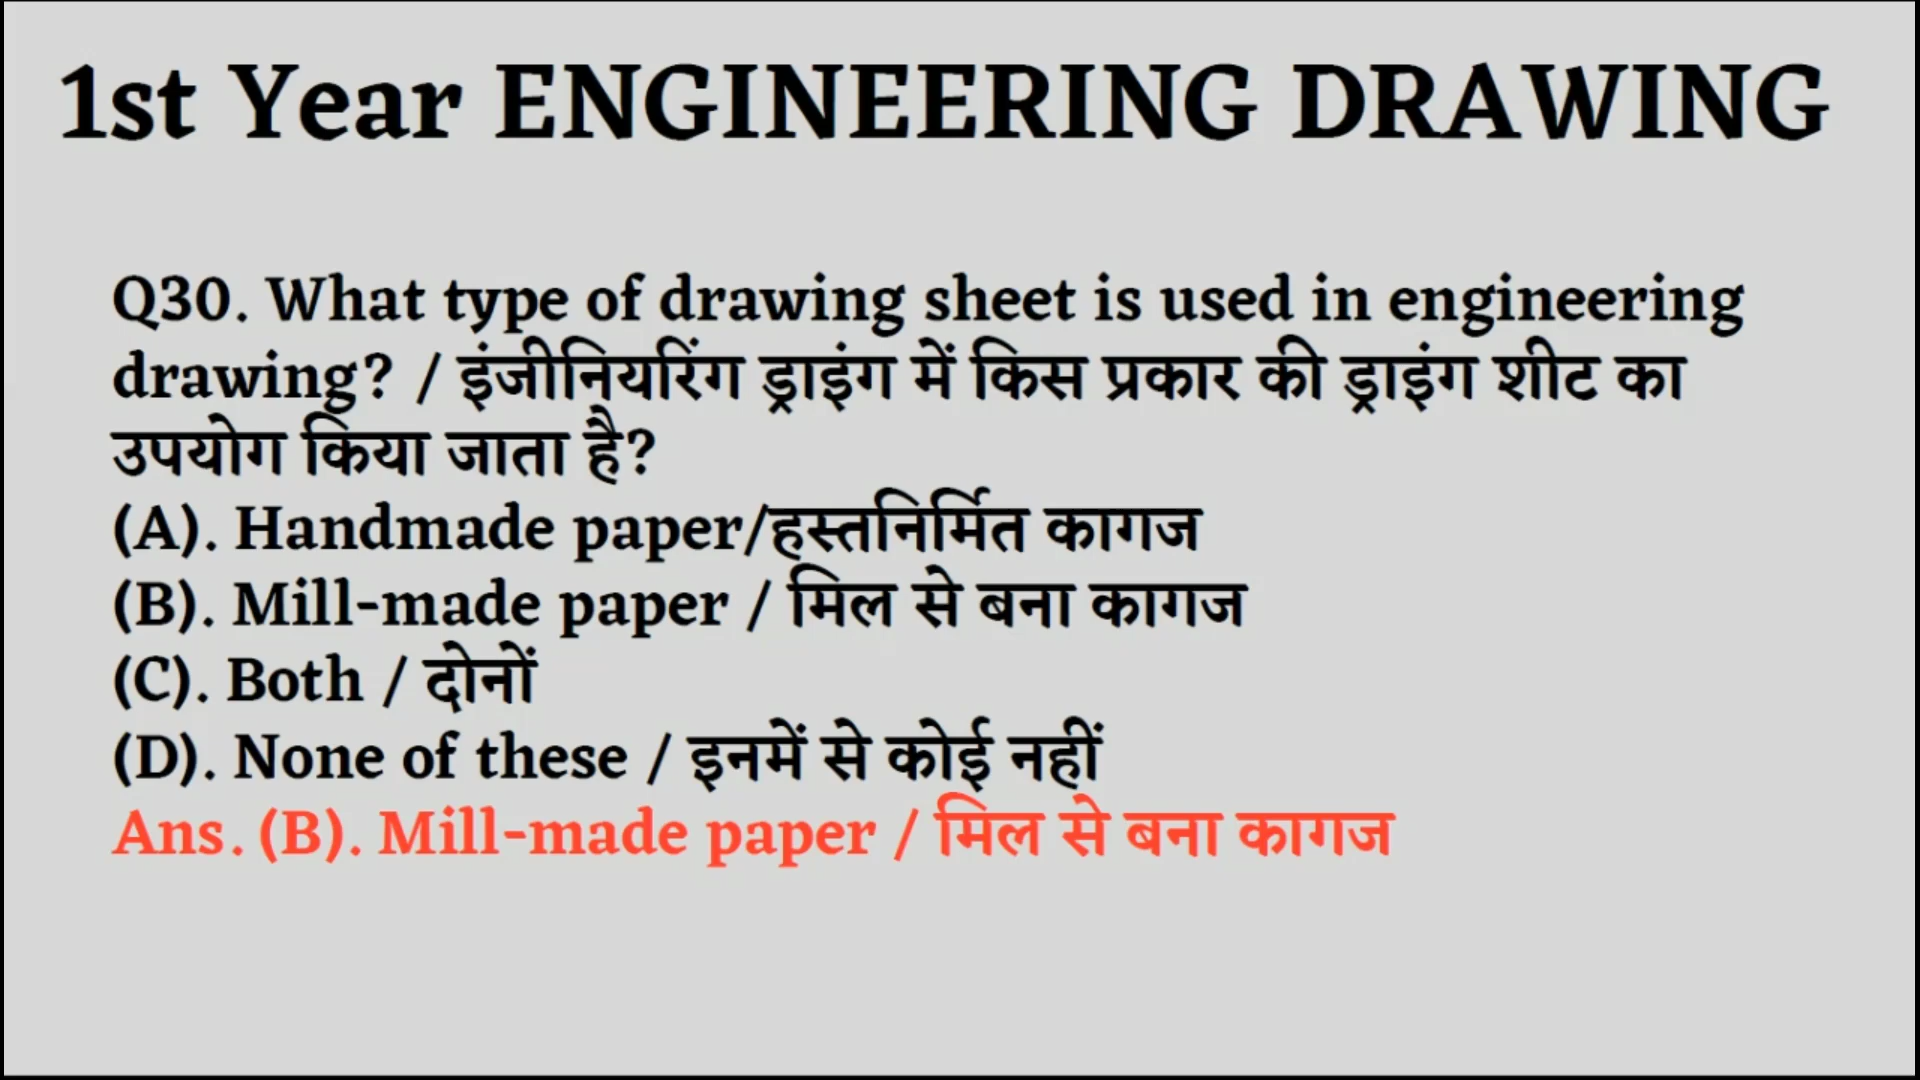 1st Year ENGINEERING DRAWING
Q30. What type of drawing sheet is used in engineering
drawing? / इंजीनियरिंग ड्राइंग में किस प्रकार की ड्राइंग शीट का
उपयोग किया जाता है?
(A). Handmade paper/हस्तनिर्मित कागज
(B). Mill-made paper / मिल से बना कागज
(C). Both / दोनों
(D). None of these / इनमें से कोई नहीं
Ans. (B). Mill-made paper / मिल से बना कागज